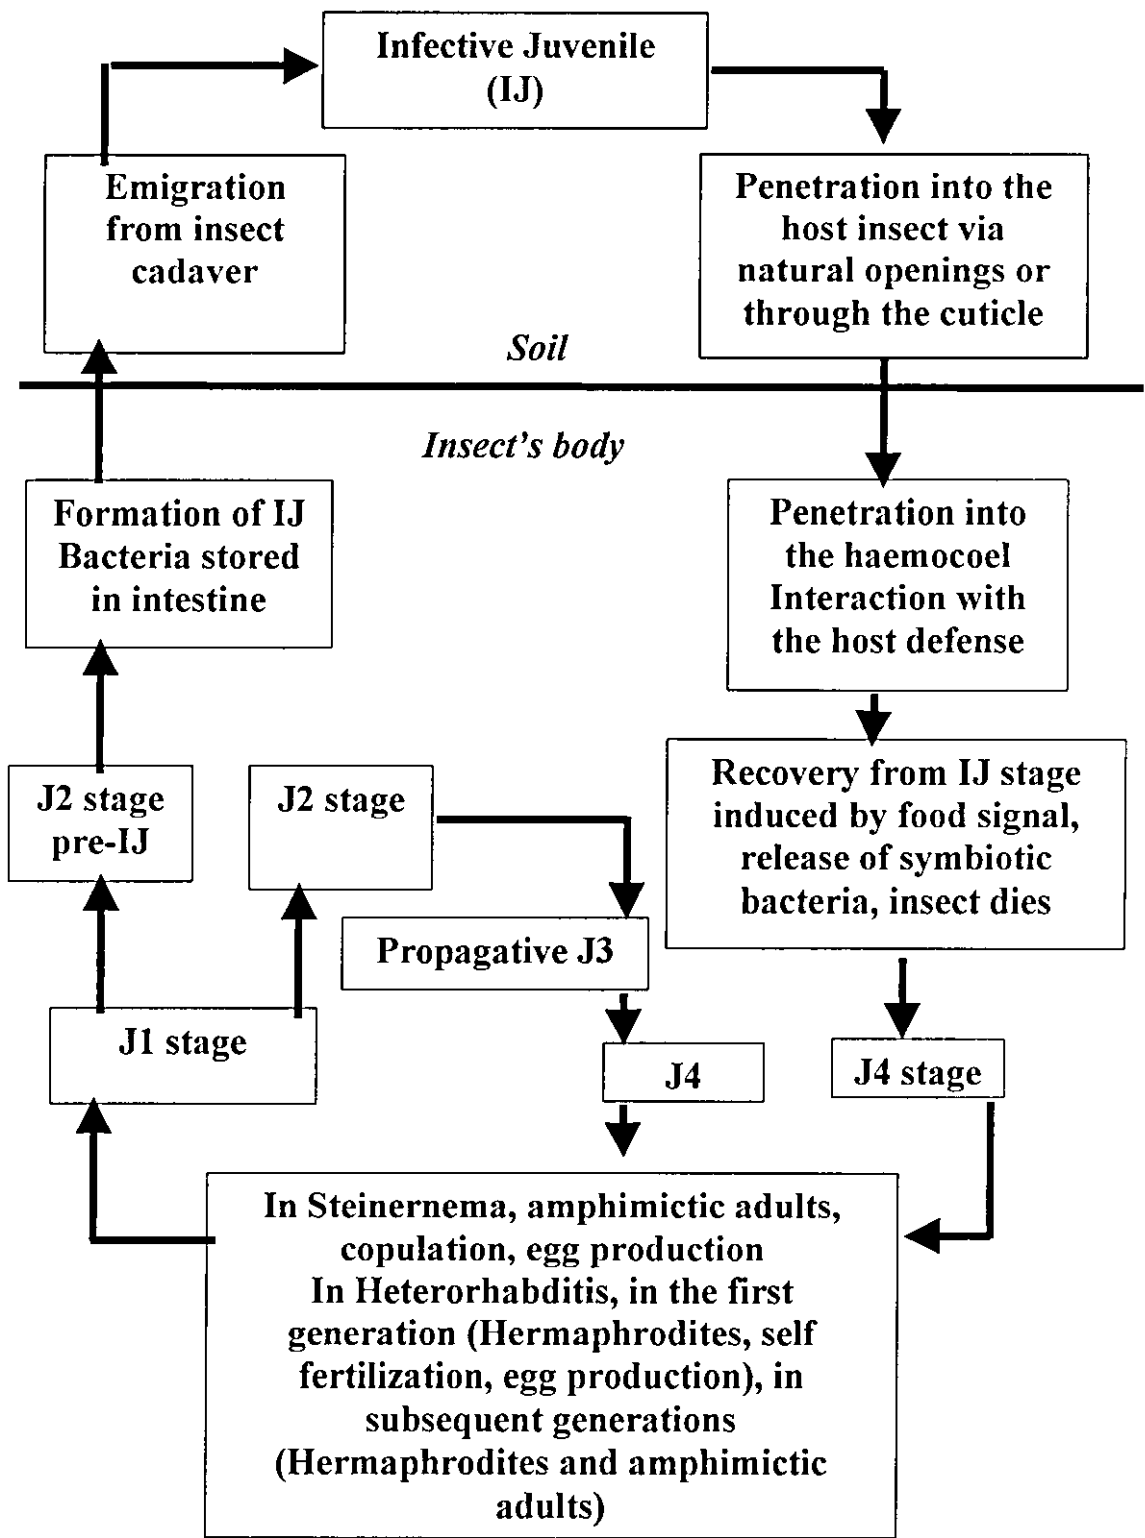 Infective Juvenile
(IJ)
Emigration
from insect
cadaver
Penetration into the
host insect via
natural openings or
through the cuticle
Soil
Insect's body
Formation of IJ
Bacteria stored
in intestine
Penetration into
the haemocoel
Interaction with
the host defense
J2 stage
pre-IJ
J2 stage
Recovery from IJ stage
induced by food signal,
release of symbiotic
bacteria, insect dies
Propagative J3
J1 stage
J4
J4 stage
In Steinernema, amphimictic adults,
copulation, egg production
In Heterorhabditis, in the first
generation (Hermaphrodites, self
fertilization, egg production), in
subsequent generations
(Hermaphrodites and amphimictic
adults)